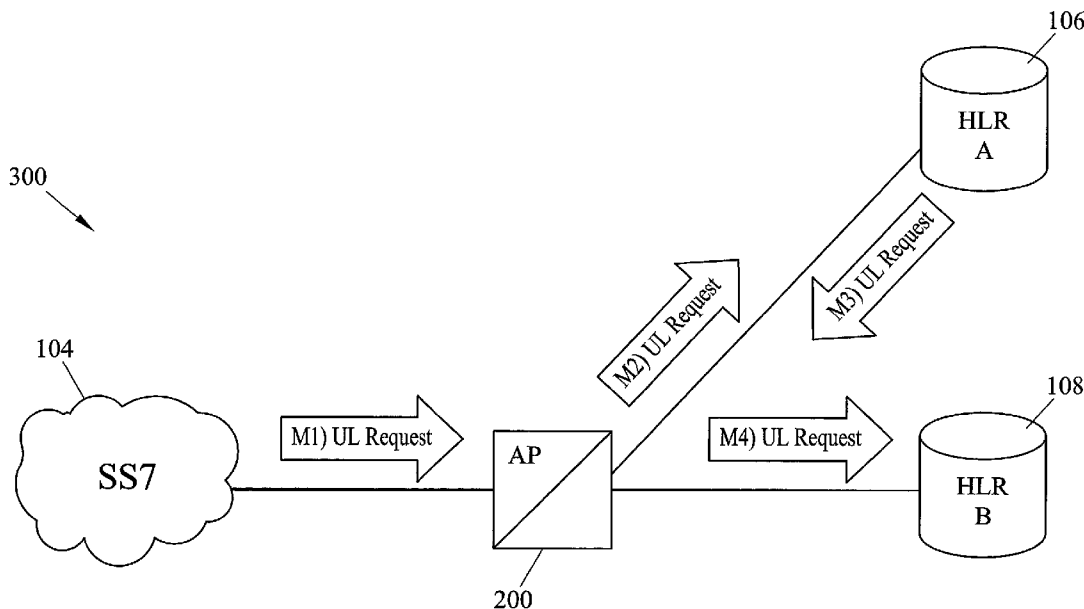 106
HLR
A
300
M2) UL Request
M3) UL Request
104
SS7
M1) UL Request
AP
M4) UL Request
108
HLR
B
200